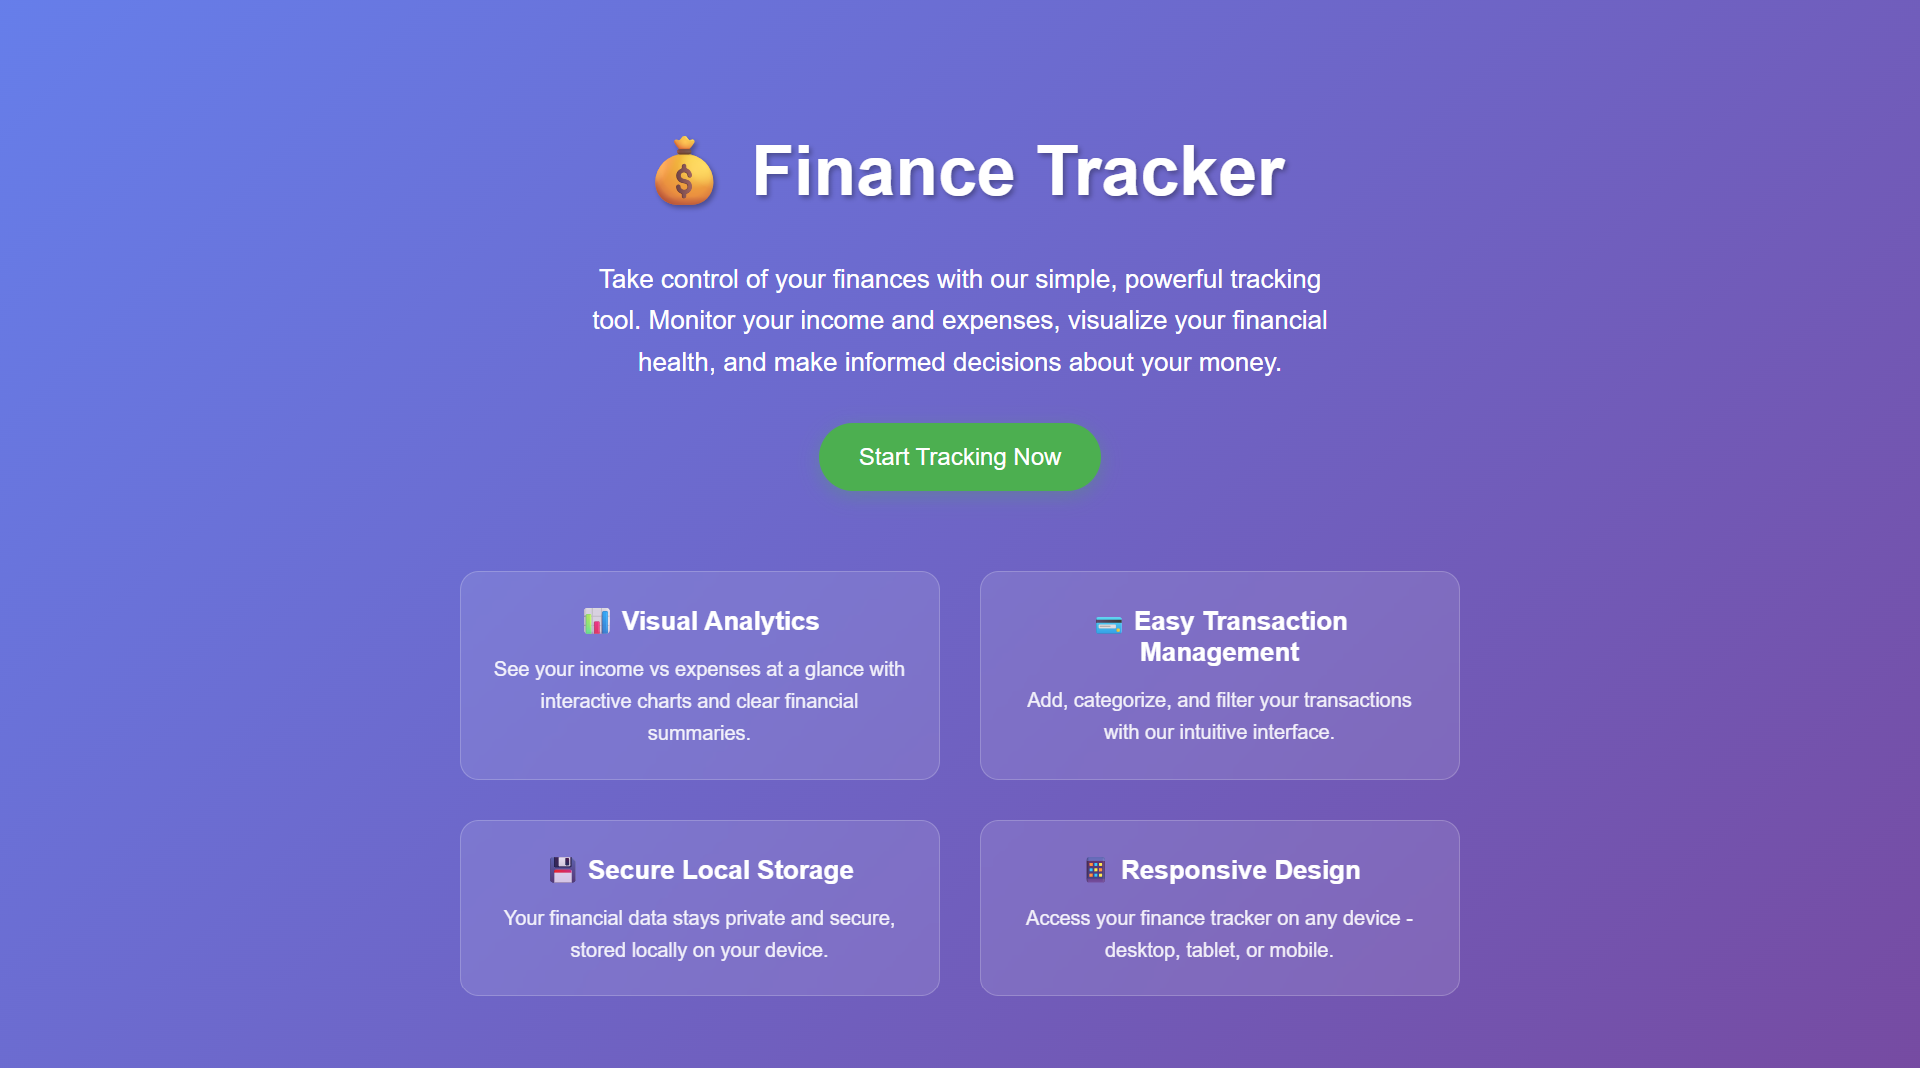 Finance Tracker
Take control of your finances with our simple, powerful tracking
tool. Monitor your income and expenses, visualize your financial
health, and make informed decisions about your money.
Start Tracking Now
Visual Analytics
See your income vs expenses at a glance with
interactive charts and clear financial
summaries.
Easy Transaction
Management
Add, categorize, and filter your transactions
with our intuitive interface.
Secure Local Storage
Your financial data stays private and secure,
stored locally on your device.
Responsive Design
Access your finance tracker on any device -
desktop, tablet, or mobile.